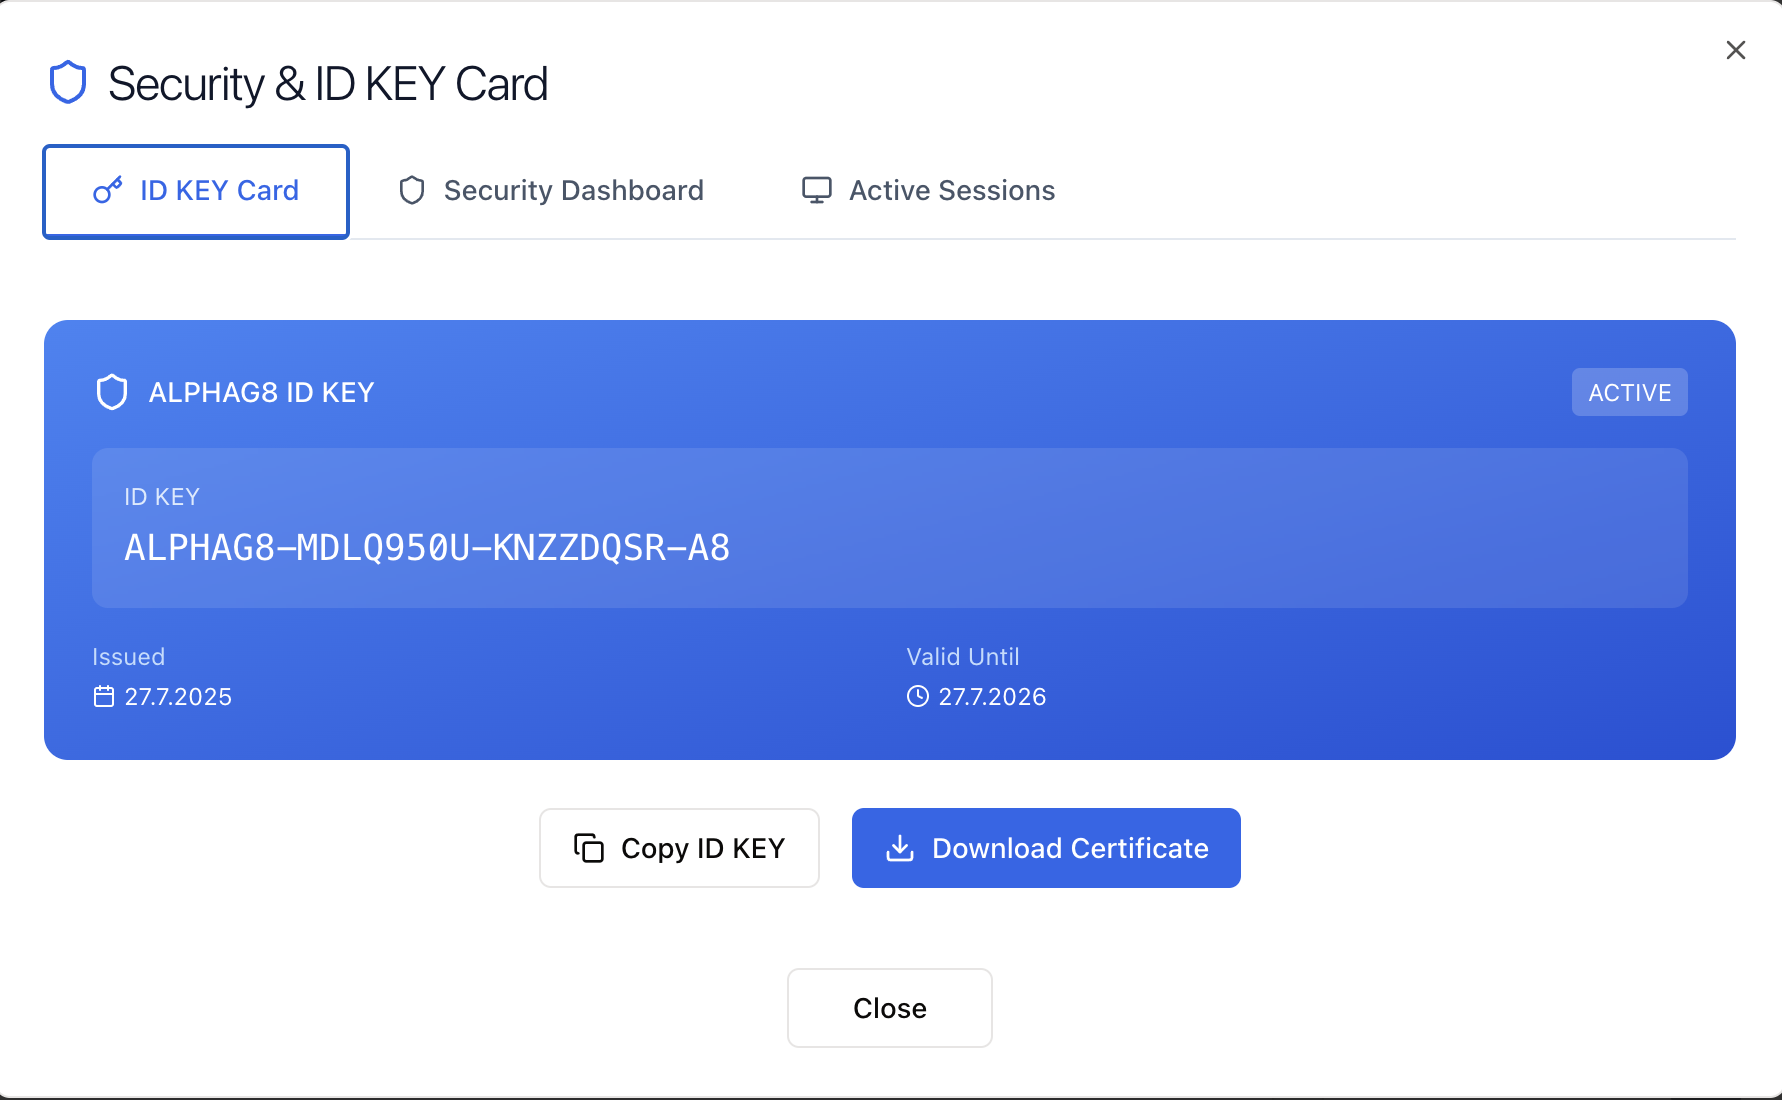 Security & ID KEY Card
ID KEY Card
Security Dashboard
Active Sessions
ALPHAG8 ID KEY
ACTIVE
ID KEY
ALPHAG8–MDLQ950U–KNZZDQSR–A8
Issued
Valid Until
27.7.2025
27.7.2026
Copy ID KEY
Download Certificate
Close